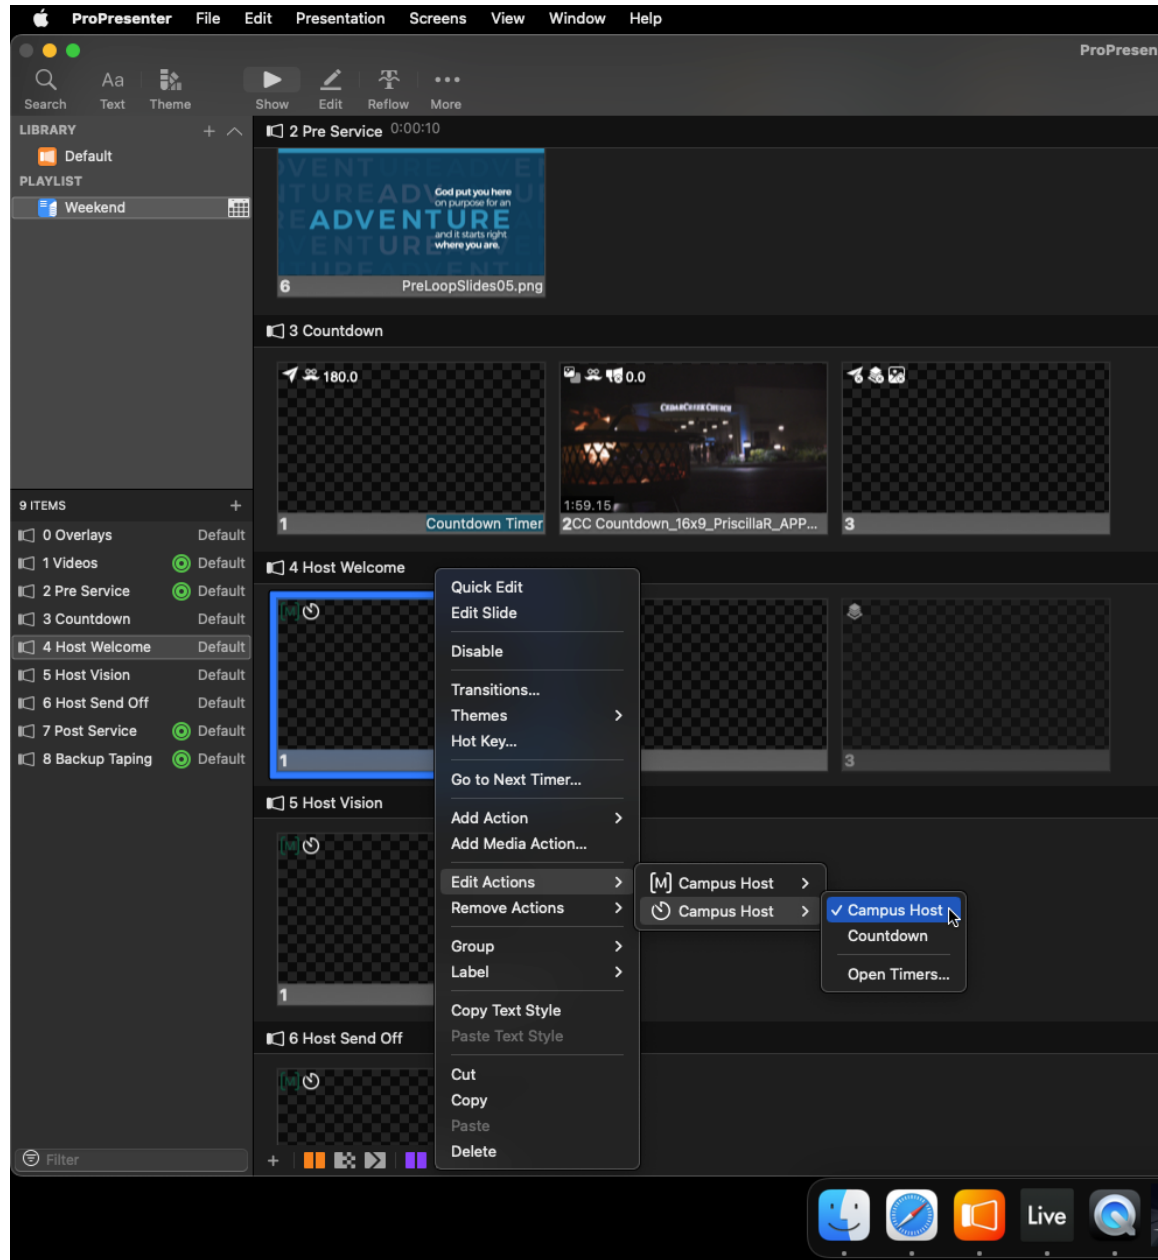 ProPresenter File Edit Presentation Screens View Window Help
ProPresen
Search Text Theme Show Edit Reflow More
Aa
LIBRARY
Default
PLAYLIST
Weekend
9 ITEMS
0 Overlays Default
1 Videos Default
2 Pre Service Default
3 Countdown Default
4 Host Welcome Default
5 Host Vision Default
6 Host Send Off Default
7 Post Service Default
8 Backup Taping Default
Filter
2 Pre Service 0:00:10
God put you here
on purpose for an
ADVENTURE
and it starts right
where you are.
6 PreLoopSlides05.png
3 Countdown
180.0
1 Countdown Timer
0.0
CedarCreek Church
1:59.15
2 CC Countdown_16x9_PriscillaR_APP...
3
4 Host Welcome
[M]
1
3
5 Host Vision
[M]
1
6 Host Send Off
[M]
Quick Edit
Edit Slide
Disable
Transitions...
Themes
Hot Key...
Go to Next Timer...
Add Action
Add Media Action...
Edit Actions
Remove Actions
Group
Label
Copy Text Style
Paste Text Style
Cut
Copy
Paste
Delete
[M] Campus Host
Campus Host
✓ Campus Host
Countdown
Open Timers...
Live